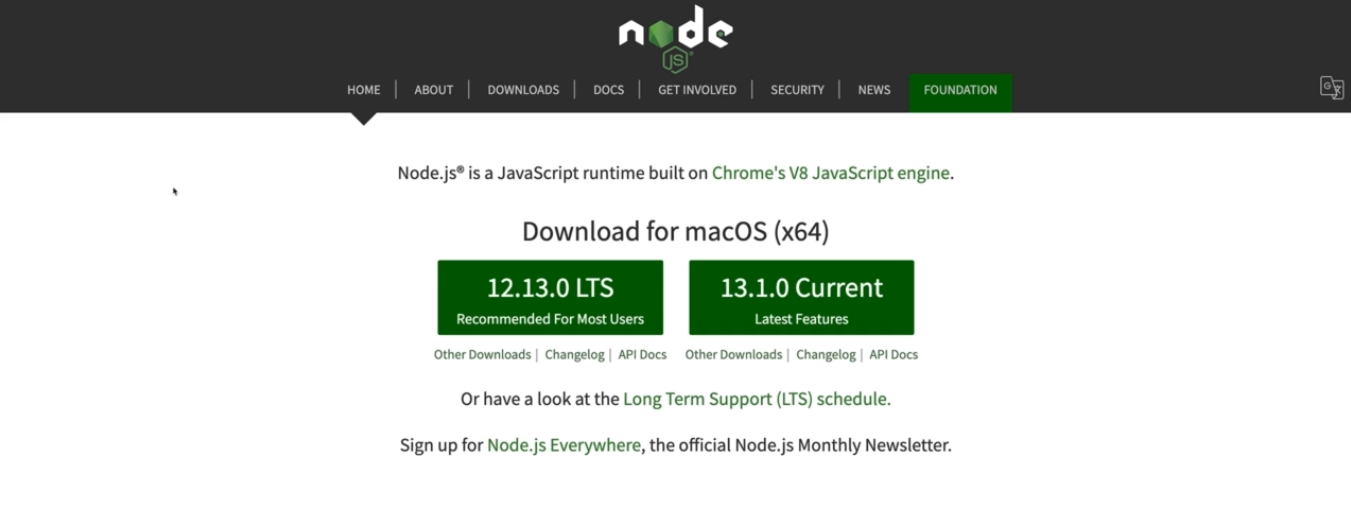 node
JS
HOME | ABOUT | DOWNLOADS | DOCS | GET INVOLVED | SECURITY | NEWS FOUNDATION
Node.js® is a JavaScript runtime built on Chrome's V8 JavaScript engine.
Download for macOS (x64)
12.13.0 LTS
Recommended For Most Users
13.1.0 Current
Latest Features
Other Downloads | Changelog | API Docs
Other Downloads | Changelog | API Docs
Or have a look at the Long Term Support (LTS) schedule.
Sign up for Node.js Everywhere, the official Node.js Monthly Newsletter.